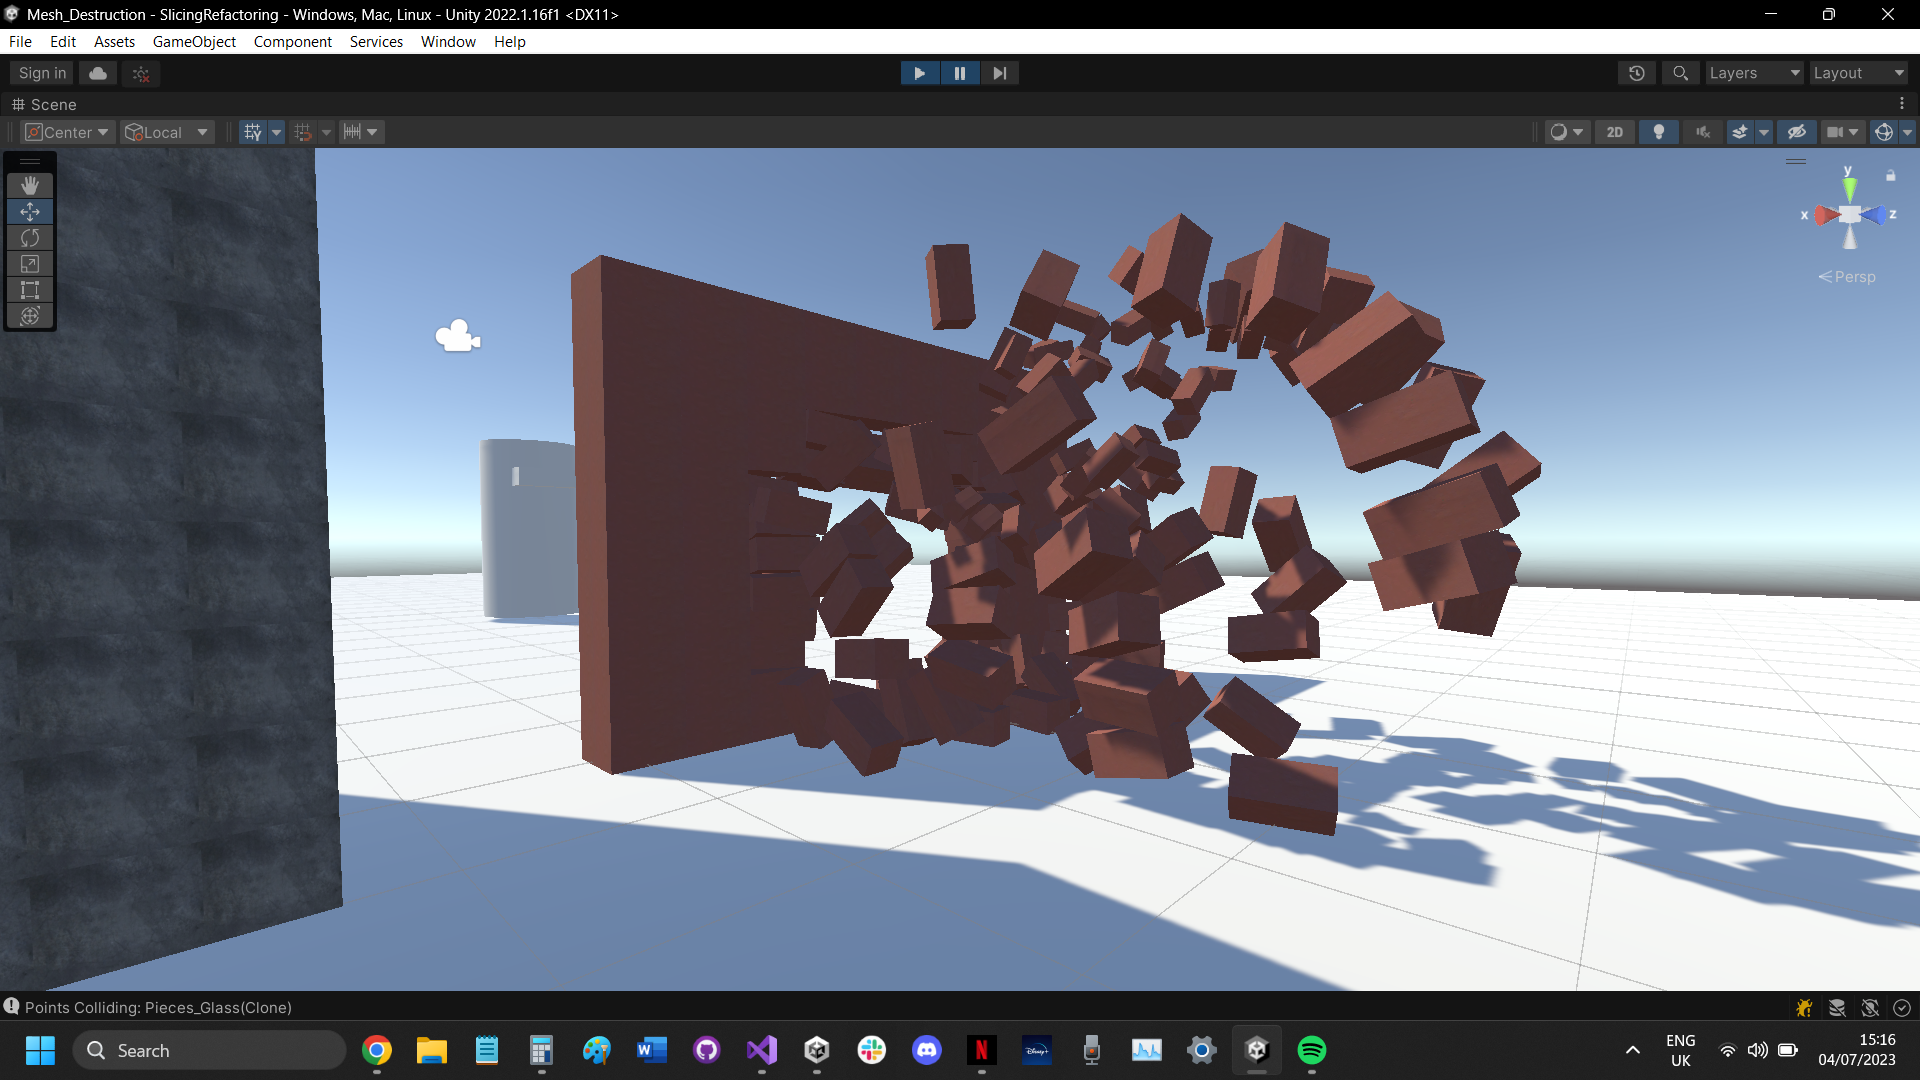 Mesh_Destruction - SlicingRefactoring - Windows, Mac, Linux - Unity 2022.1.16f1 <DX11>
File Edit Assets GameObject Component Services Window Help
Sign in Layers Layout
Scene
Center Local 2D
y
x z
Persp
Points Colliding: Pieces_Glass(Clone)
Search
W
N
Disney+
ENG
UK
15:16
04/07/2023